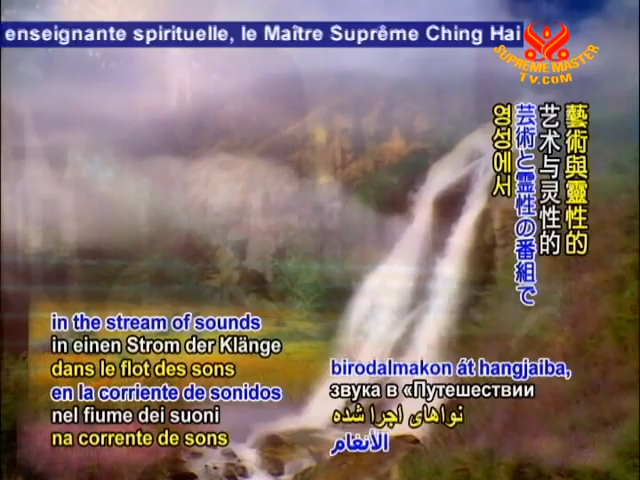 enseignante spirituelle, le Maître Suprême Ching Hai
SUPREME MASTER
TV.COM
藝術與靈性的
艺术与灵性的
芸術と霊性の番組で
영성에서
in the stream of sounds
in einen Strom der Klänge
dans le flot des sons
en la corriente de sonidos
nel fiume dei suoni
na corrente de sons
birodalmakon át hangjaiba,
звука в «Путешествии
نواهای اجرا شده
الأنغام